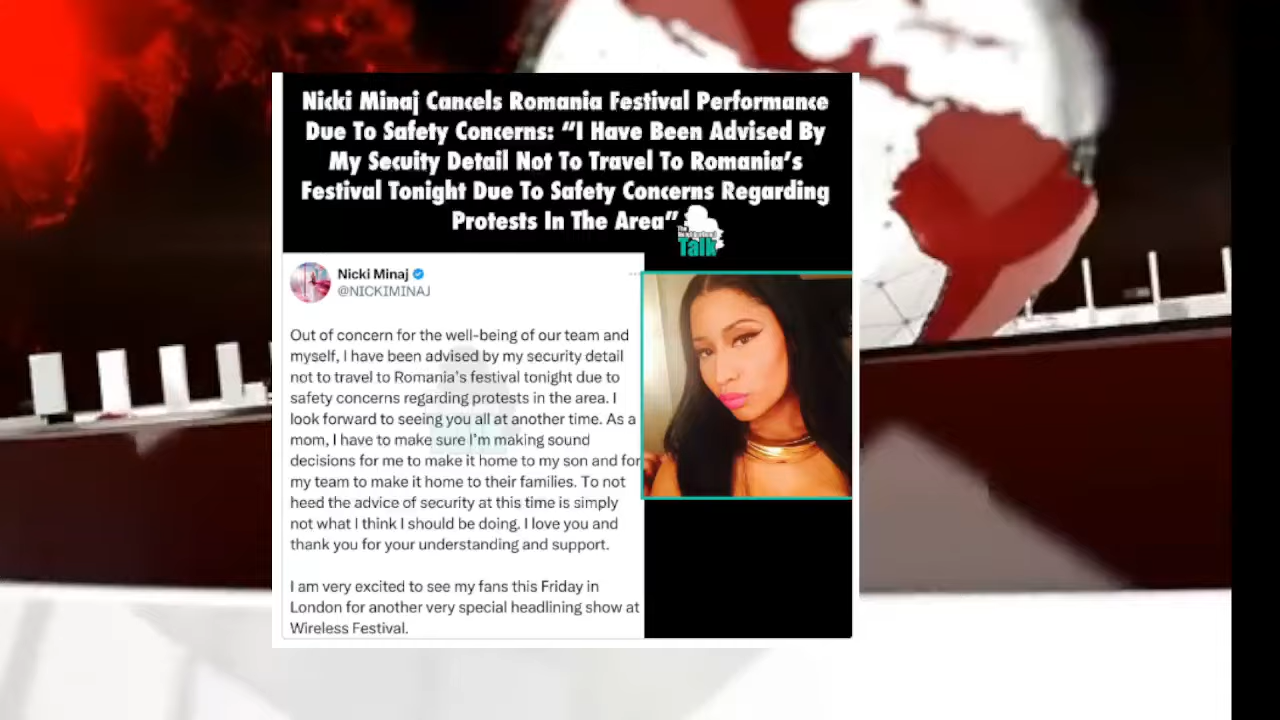 Nicki Minaj Cancels Romania Festival Performance
Due To Safety Concerns: “I Have Been Advised By
My Secuity Detail Not To Travel To Romania’s
Festival Tonight Due To Safety Concerns Regarding
Protests In The Area”
The
Talk
Nicki Minaj
@NICKIMINAJ
Out of concern for the well-being of our team and
myself, I have been advised by my security detail
not to travel to Romania’s festival tonight due to
safety concerns regarding protests in the area. I
look forward to seeing you all at another time. As a
mom, I have to make sure I’m making sound
decisions for me to make it home to my son and for
my team to make it home to their families. To not
heed the advice of security at this time is simply
not what I think I should be doing. I love you and
thank you for your understanding and support.
I am very excited to see my fans this Friday in
London for another very special headlining show at
Wireless Festival.